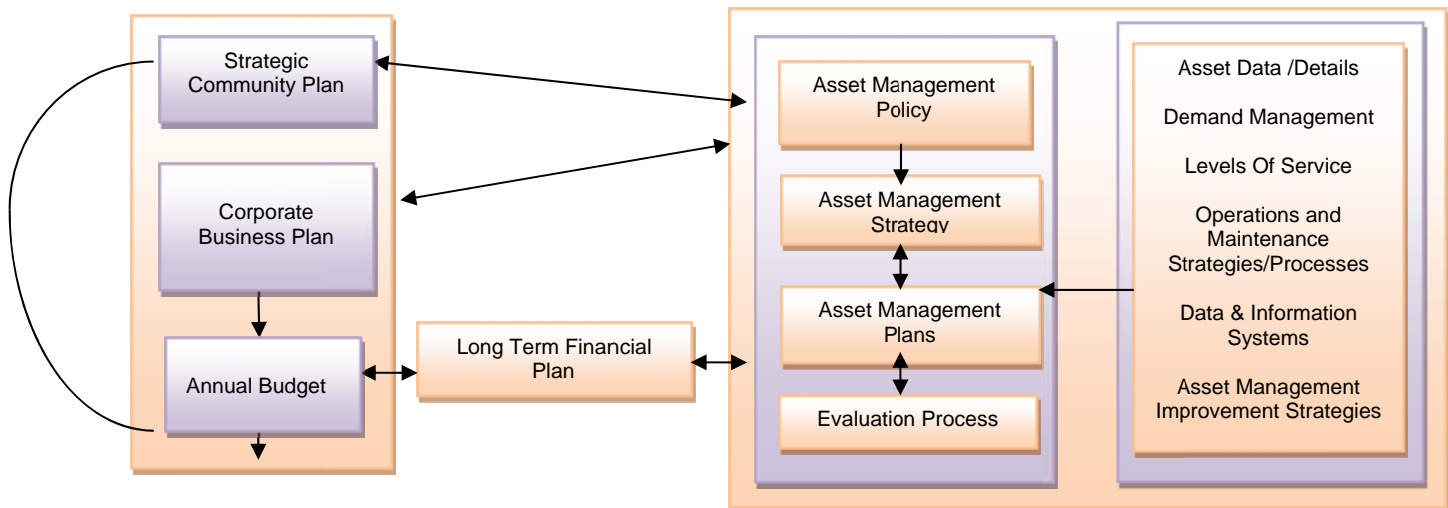 Strategic
Community Plan
Corporate
Business Plan
Annual Budget
Long Term Financial
Plan
Asset Management
Policy
Asset Management
Strategy
Asset Management
Plans
Evaluation Process
Asset Data /Details
Demand Management
Levels Of Service
Operations and
Maintenance
Strategies/Processes
Data & Information
Systems
Asset Management
Improvement Strategies